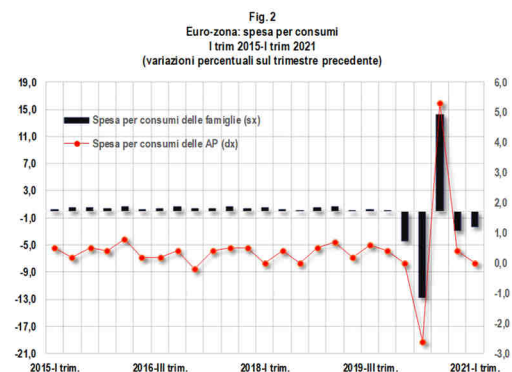 Fig. 2
Euro-zona: spesa per consumi
I trim 2015-I trim 2021
(variazioni percentuali sul trimestre precedente)
19,0
15,0
11,0
7,0
3,0
-1,0
-5,0
-9,0
-13,0
-17,0
-21,0
Spesa per consumi delle famiglie (sx)
Spesa per consumi delle AP (dx)
6,0
5,0
4,0
3,0
2,0
1,0
0,0
-1,0
-2,0
-3,0
2015-I trim.
2016-III trim.
2018-I trim.
2019-III trim.
2021-I trim.